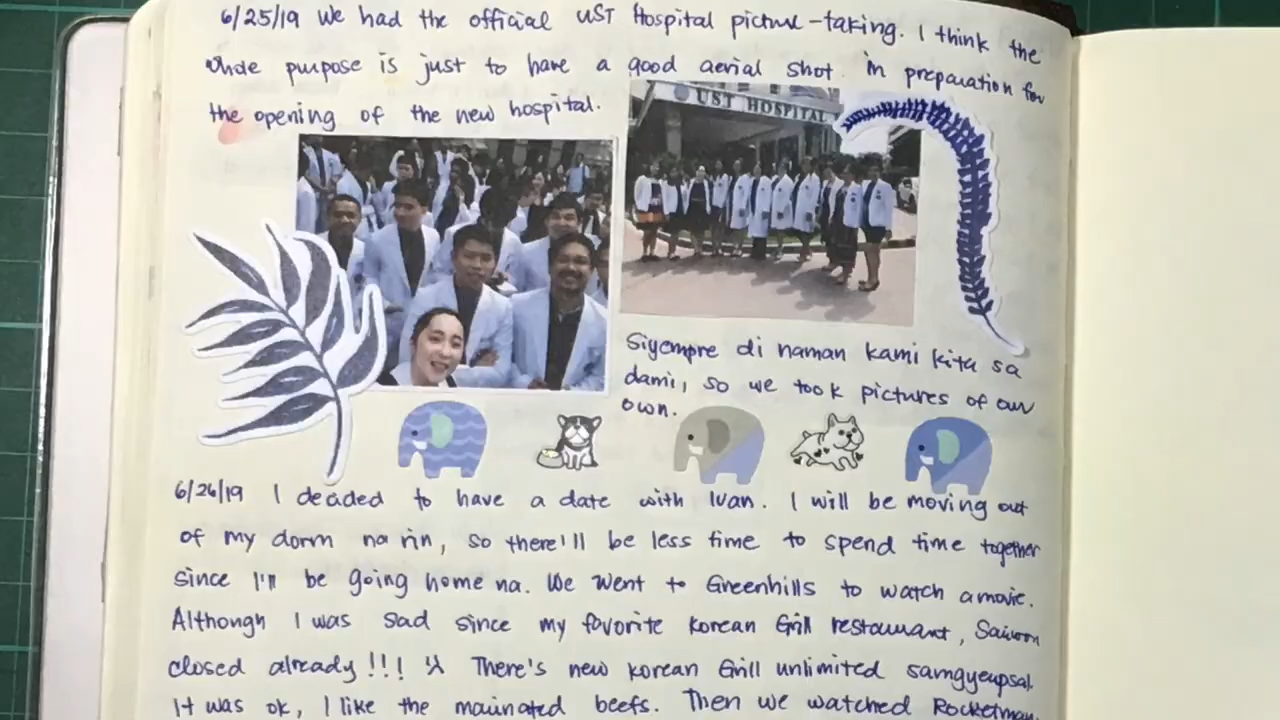 6/25/19 We had the official UST Hospital picture-taking. I think the
whole purpose is just to have a good aerial shot in preparation for
the opening of the new hospital.
UST HOSPITAL
Siyempre di naman kami kita sa
dami, so we took pictures of our
own.
6/26/19 I decided to have a date with Ivan. I will be moving out
of my dorm na rin, so there'll be less time to spend time together
since I'll be going home na. We went to Greenhills to watch a movie.
Although I was sad since my favorite Korean Grill restaurant,
closed already!!! There's new Korean Grill unlimited samgyeupsal.
It was ok, I like the marinated beefs. Then we watched Rocketman